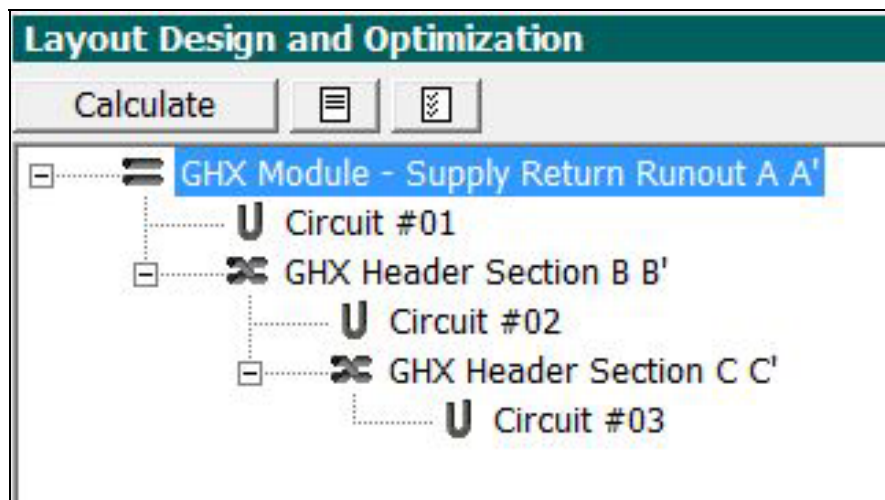 Layout Design and Optimization
Calculate
GHX Module - Supply Return Runout A A'
Circuit #01
GHX Header Section B B'
Circuit #02
GHX Header Section C C'
Circuit #03